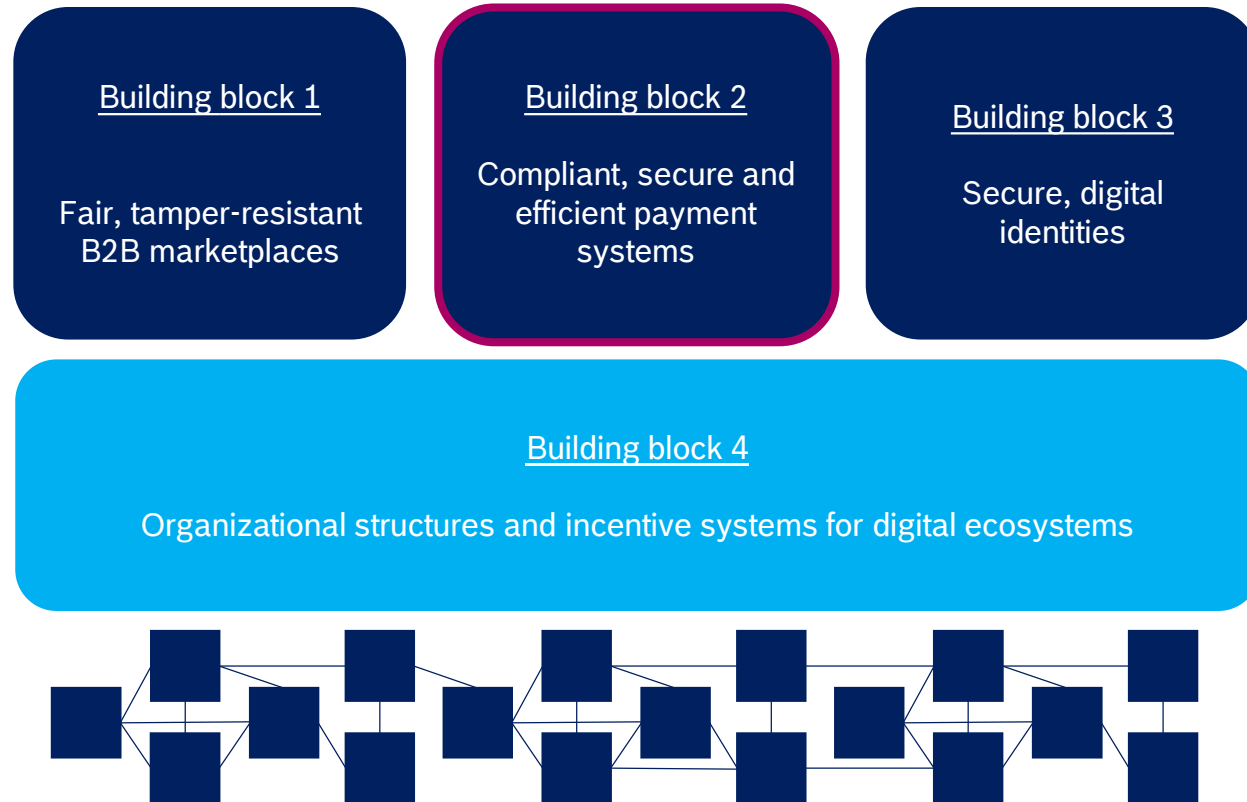 Building block 1
Fair, tamper-resistant
B2B marketplaces
Building block 2
Compliant, secure and
efficient payment
systems
Building block 3
Secure, digital
identities
Building block 4
Organizational structures and incentive systems for digital ecosystems